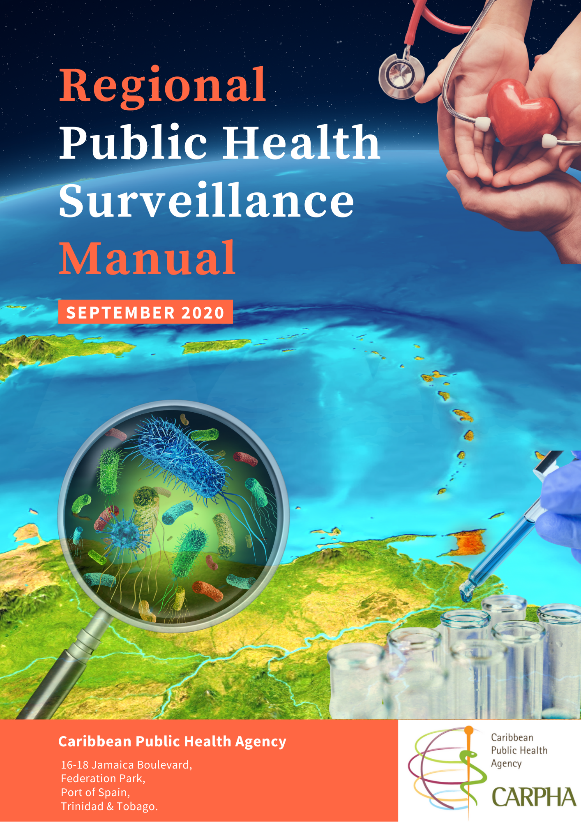 Regional
Public Health
Surveillance
Manual
SEPTEMBER 2020
Caribbean Public Health Agency
16-18 Jamaica Boulevard,
Federation Park,
Port of Spain,
Trinidad & Tobago.
Caribbean
Public Health
Agency
CARPHA